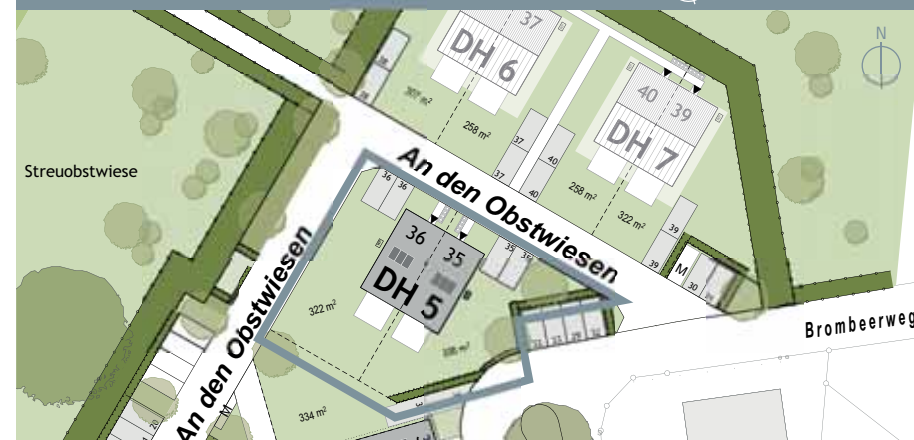 N
37
DH 6
38
38
307 m²
258 m²
40
39
DH 7
37
40
37
40
258 m²
322 m²
39
39
Streuobstwiese
An den Obstwiesen
36
36
36
35
DH 5
35
322 m²
M
30
Brombeerweg
An den Obstwiesen
334 m²
M